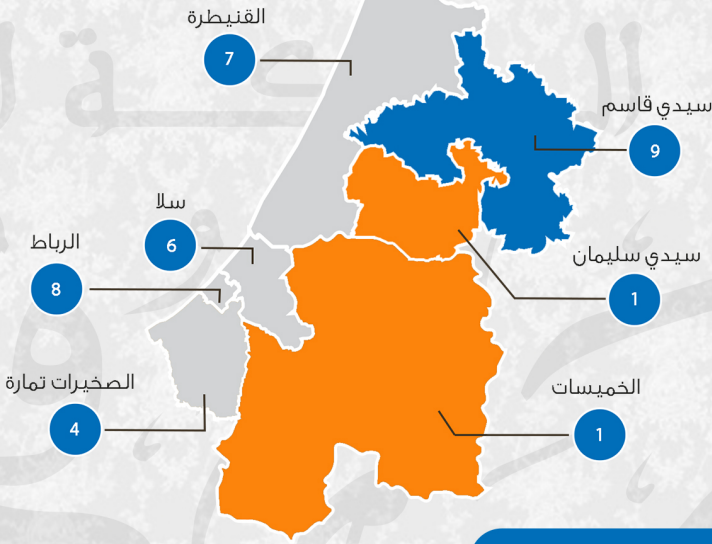 القنيطرة
7
سيدي قاسم
9
سلا
6
الرباط
8
سيدي سليمان
1
الصخيرات تمارة
4
الخميسات
1